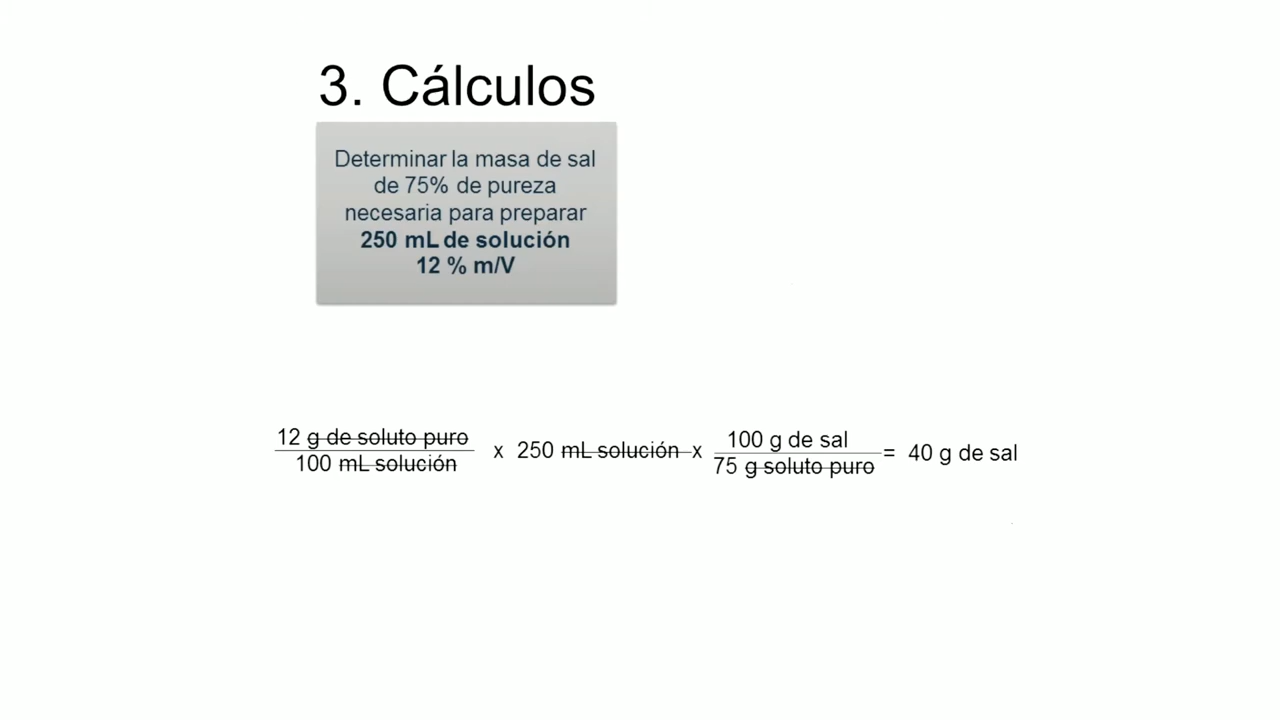 3. Cálculos
Determinar la masa de sal
de 75% de pureza
necesaria para preparar
250 mL de solución
12 % m/V
12 g de soluto puro
100 mL solución
x 250 mL solución x
100 g de sal
75 g soluto puro
= 40 g de sal